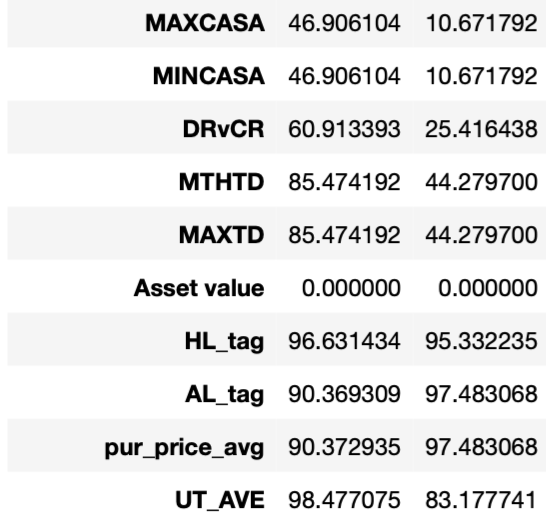 MAXCASA 46.906104 10.671792
MINCASA 46.906104 10.671792
DRvCR 60.913393 25.416438
MTHTD 85.474192 44.279700
MAXTD 85.474192 44.279700
Asset value 0.000000 0.000000
HL_tag 96.631434 95.332235
AL_tag 90.369309 97.483068
pur_price_avg 90.372935 97.483068
UT_AVE 98.477075 83.177741